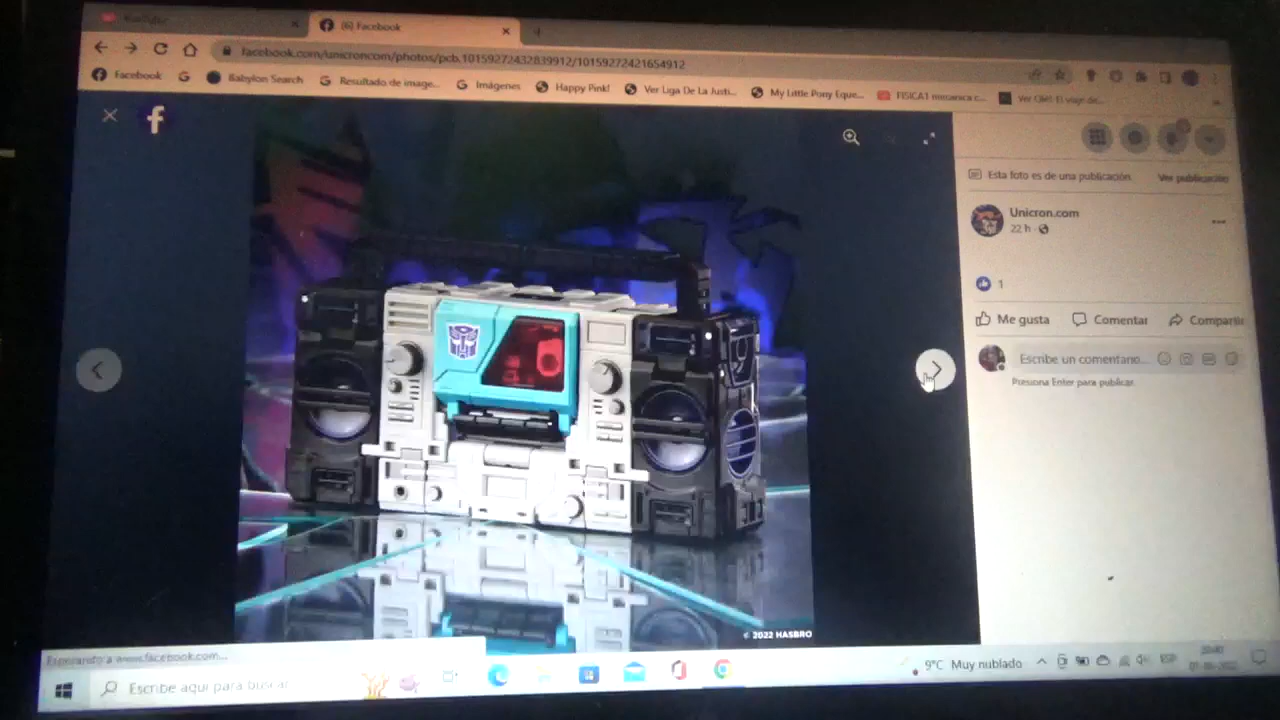 YouTube
(6) Facebook
facebook.com/unicroncom/photos/pcb.10159272432839912/10159272421654912
Facebook
Babylon Search
Resultado de image...
Imágenes
Happy Pink!
Ver Liga De La Justi...
My Little Pony Eque...
FISICA1 mecanica c...
Esta foto es de una publicación.
Ver publicación
Unicron.com
22 h
1
Me gusta
Comentar
Compartir
Escribe un comentario...
Presiona Enter para publicar.
© 2022 HASBRO
Esperando a www.facebook.com...
Escribe aquí para buscar
9°C Muy nublado
ESP